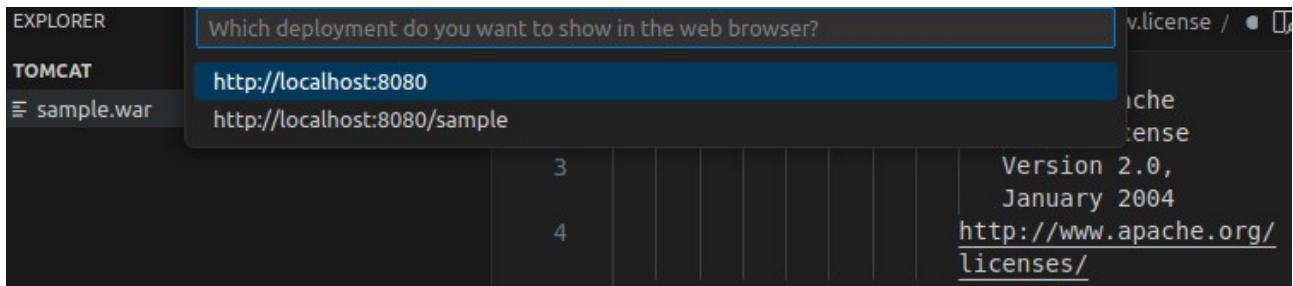 EXPLORER
Which deployment do you want to show in the web browser?
v.license /
TOMCAT
http://localhost:8080
sample.war
http://localhost:8080/sample
ache
ense
3 Version 2.0,
January 2004
4 http://www.apache.org/
licenses/